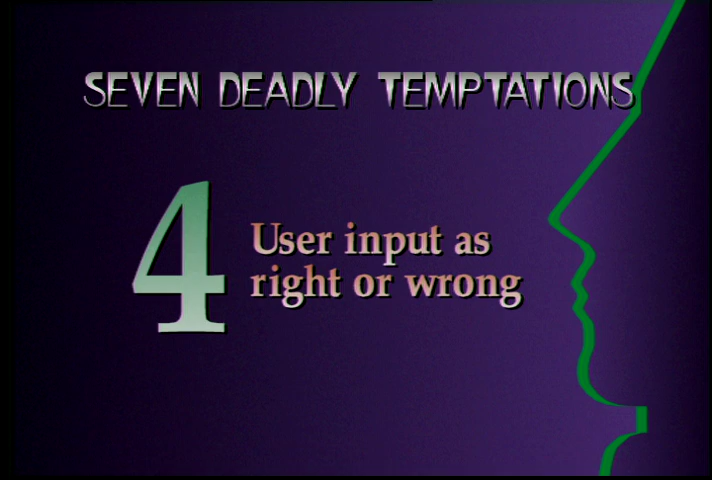 SEVEN DEADLY TEMPTATIONS
4
User input as
right or wrong